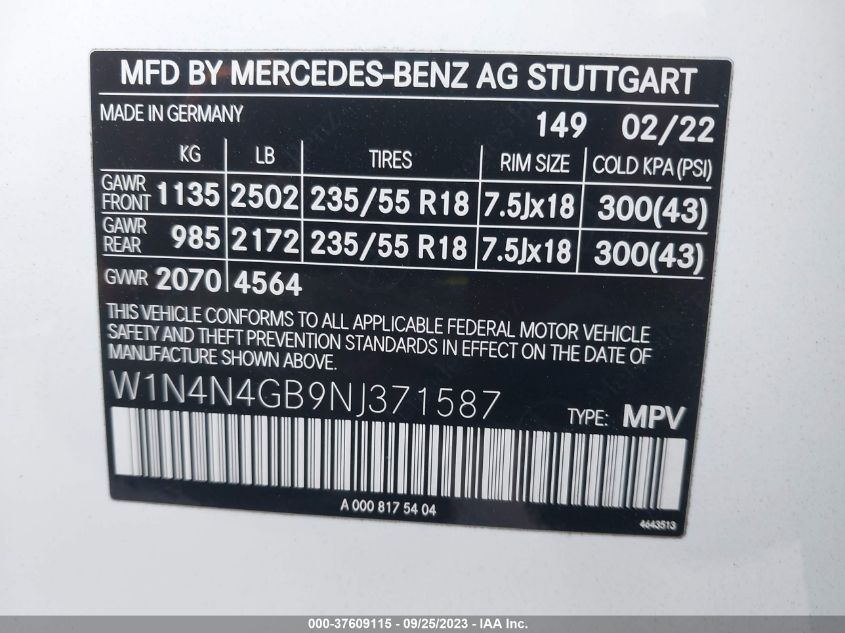 MFD BY MERCEDES-BENZ AG STUTTGART
MADE IN GERMANY 149 02/22
KG LB TIRES RIM SIZE COLD KPA (PSI)
GAWR FRONT 1135 2502 235/55 R18 7.5Jx18 300(43)
GAWR REAR 985 2172 235/55 R18 7.5Jx18 300(43)
GVWR 2070 4564
THIS VEHICLE CONFORMS TO ALL APPLICABLE FEDERAL MOTOR VEHICLE
SAFETY AND THEFT PREVENTION STANDARDS IN EFFECT ON THE DATE OF
MANUFACTURE SHOWN ABOVE.
W1N4N4GB9NJ371587 TYPE: MPV
A 000 817 54 04
4643513
000-37609115 - 09/25/2023 - IAAI Inc.